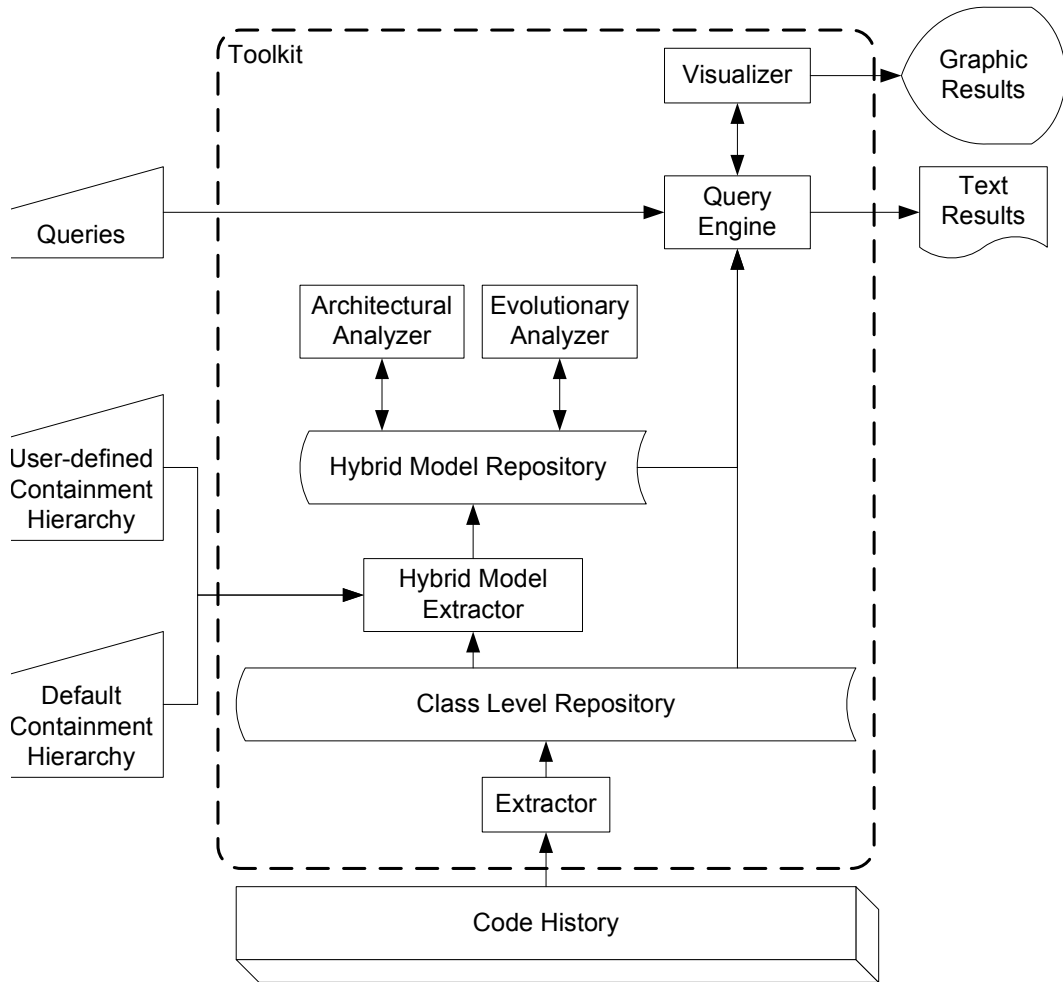 Toolkit
Visualizer
Graphic
Results
Queries
Query
Engine
Text
Results
Architectural
Analyzer
Evolutionary
Analyzer
User-defined
Containment
Hierarchy
Hybrid Model Repository
Hybrid Model
Extractor
Default
Containment
Hierarchy
Class Level Repository
Extractor
Code History